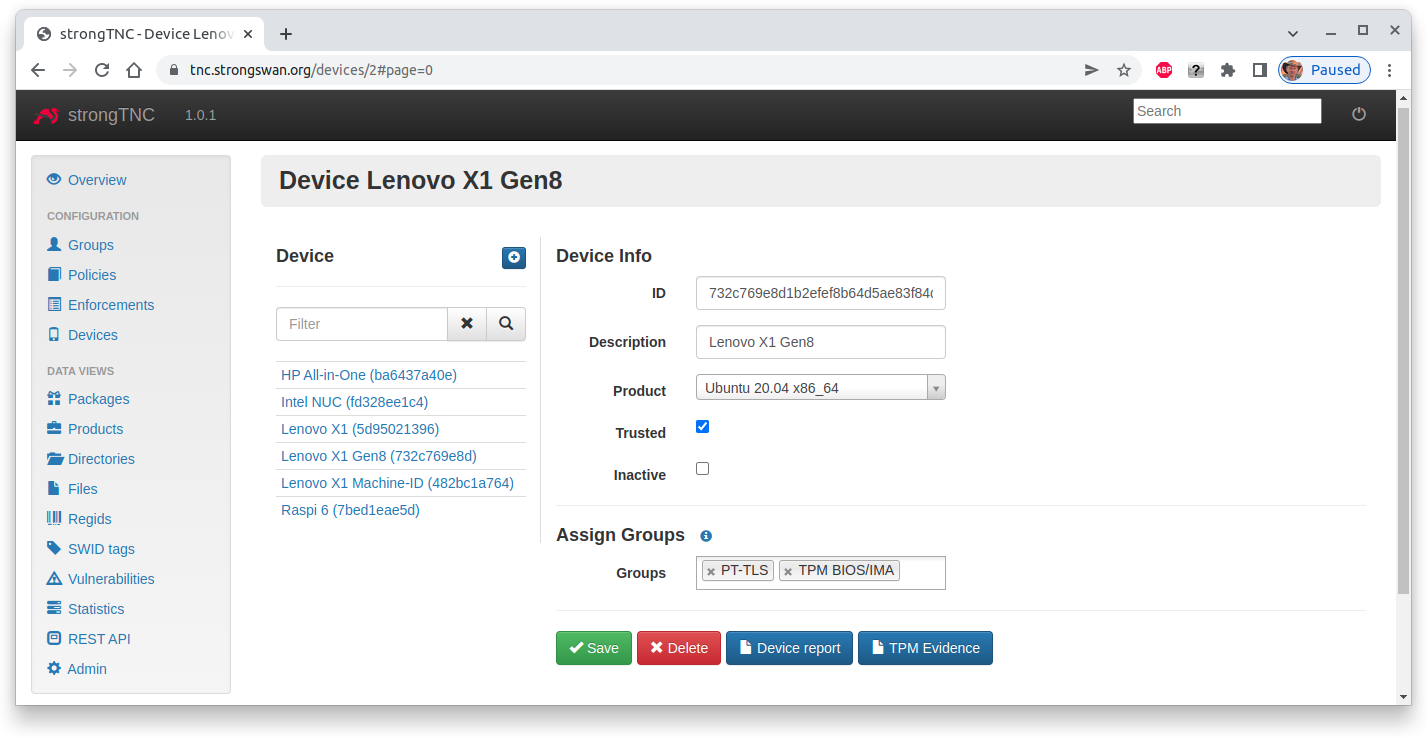 strongTNC - Device Leno
tnc.strongswan.org/devices/2#page=0
ABP
?
Paused
strongTNC 1.0.1
Search
Overview
CONFIGURATION
Groups
Policies
Enforcements
Devices
DATA VIEWS
Packages
Products
Directories
Files
Regids
SWID tags
Vulnerabilities
Statistics
REST API
Admin
Device Lenovo X1 Gen8
Device
Filter
HP All-in-One (ba6437a40e)
Intel NUC (fd328ee1c4)
Lenovo X1 (5d95021396)
Lenovo X1 Gen8 (732c769e8d)
Lenovo X1 Machine-ID (482bc1a764)
Raspi 6 (7bed1eae5d)
Device Info
ID 732c769e8d1b2efef8b64d5ae83f84
Description Lenovo X1 Gen8
Product Ubuntu 20.04 x86_64
Trusted
Inactive
Assign Groups
Groups PT-TLS TPM BIOS/IMA
Save Delete Device report TPM Evidence